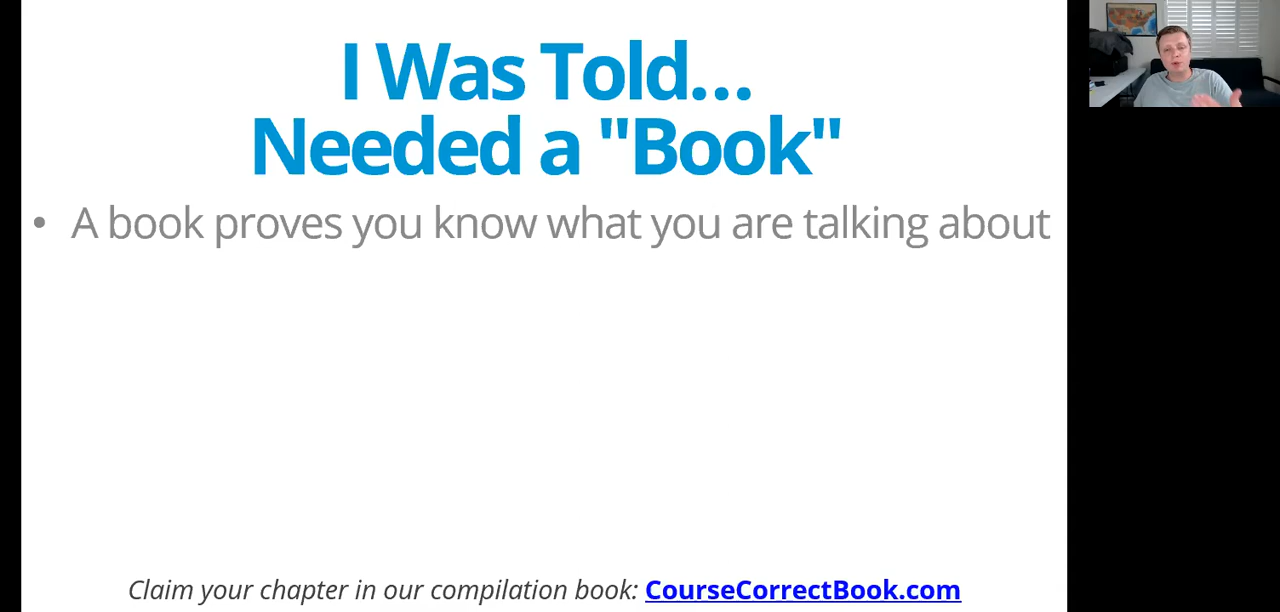 I Was Told...
Needed a "Book"
• A book proves you know what you are talking about
Claim your chapter in our compilation book: CourseCorrectBook.com